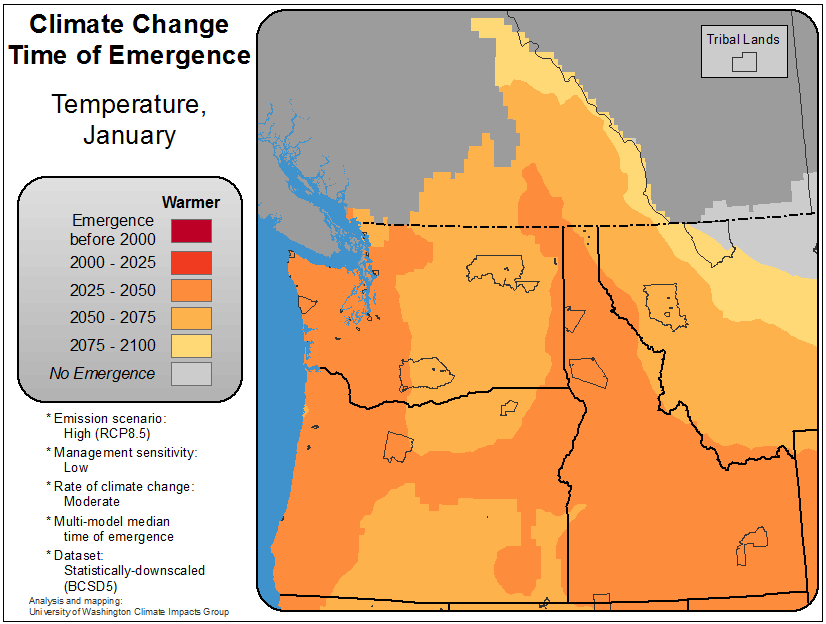 Climate Change
Time of Emergence
Temperature,
January
Warmer
Emergence
before 2000
2000 - 2025
2025 - 2050
2050 - 2075
2075 - 2100
No Emergence
* Emission scenario:
High (RCP8.5)
* Management sensitivity:
Low
* Rate of climate change:
Moderate
* Multi-model median
time of emergence
* Dataset:
Statistically-downscaled
(BCSD5)
Analysis and mapping:
University of Washington Climate Impacts Group
Tribal Lands